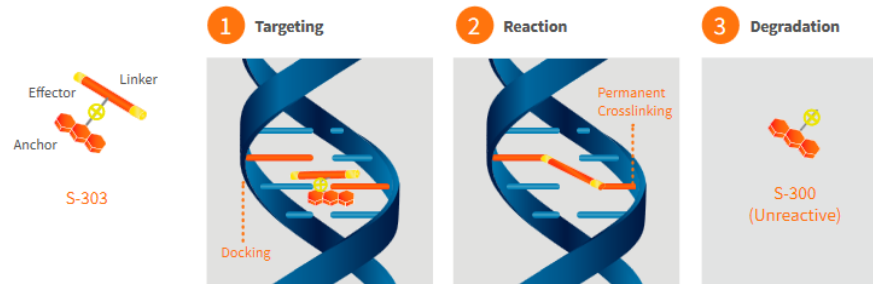 1 Targeting
2 Reaction
3 Degradation
Linker
Effector
Anchor
S-303
Docking
Permanent
Crosslinking
S-300
(Unreactive)